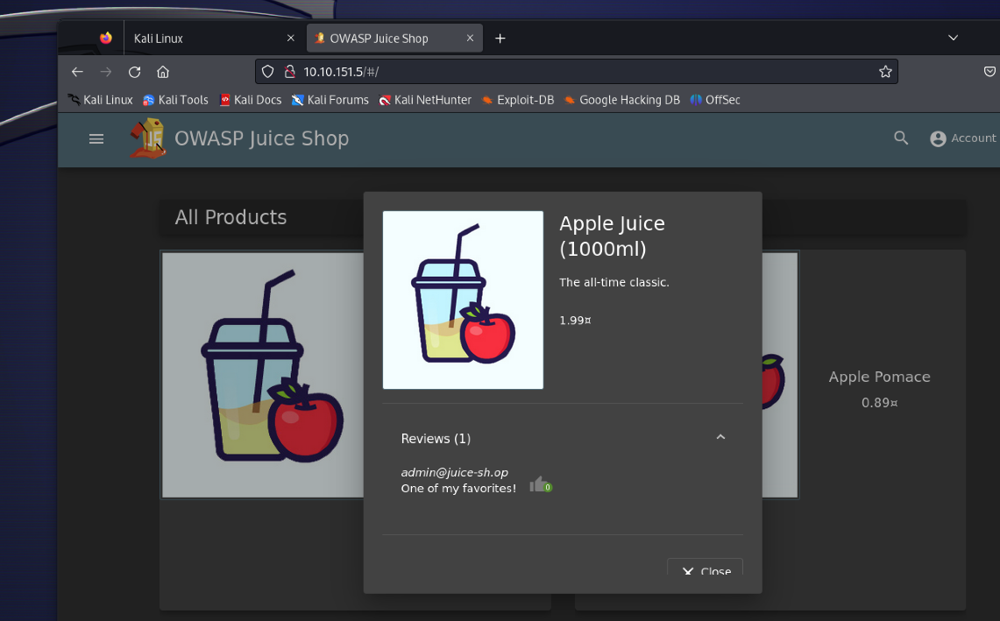 Kali Linux
OWASP Juice Shop
10.10.151.5/#/
Kali Linux Kali Tools Kali Docs Kali Forums Kali NetHunter Exploit-DB Google Hacking DB OffSec
JS OWASP Juice Shop Account
All Products
Apple Juice
(1000ml)
The all-time classic.
1.99¤
Apple Pomace
0.89¤
Reviews (1)
admin@juice-sh.op
One of my favorites! 0
Close